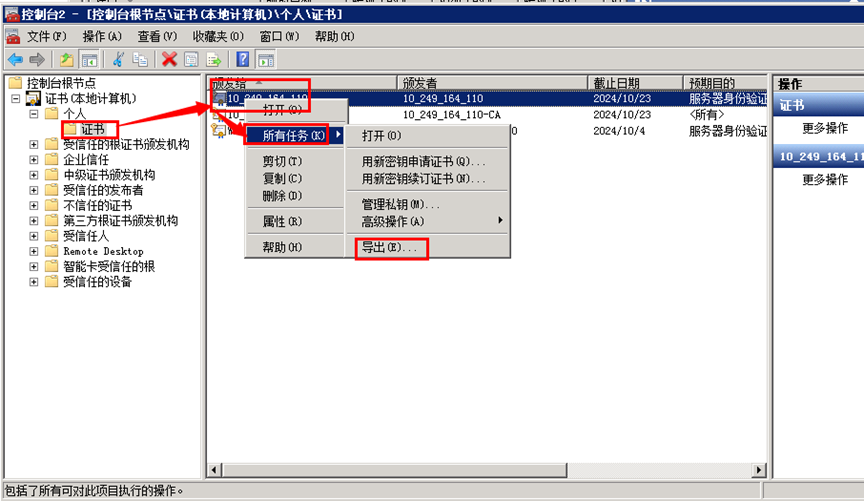 控制台2 - [控制台根节点\证书(本地计算机)\个人\证书]
文件(F) 操作(A) 查看(V) 收藏夹(O) 窗口(W) 帮助(H)
控制台根节点
证书(本地计算机)
个人
证书
受信任的根证书颁发机构
企业信任
中级证书颁发机构
受信任的发布者
不信任的证书
第三方根证书颁发机构
受信任人
Remote Desktop
智能卡受信任的根
受信任的设备
颁发给 颁发者 截止日期 预期目的
10_249_164_110 10_249_164_110 2024/10/23 服务器身份验证
10_249_164_110-CA 2024/10/23 <所有>
2024/10/4 服务器身份验证
打开(O)
所有任务(K)
剪切(T)
复制(C)
删除(D)
属性(R)
帮助(H)
打开(O)
用新密钥申请证书(Q)...
用新密钥续订证书(N)...
管理私钥(M)...
高级操作(A)
导出(E)...
操作
证书
更多操作
10_249_164_11
更多操作
包括了所有可对此项目执行的操作。